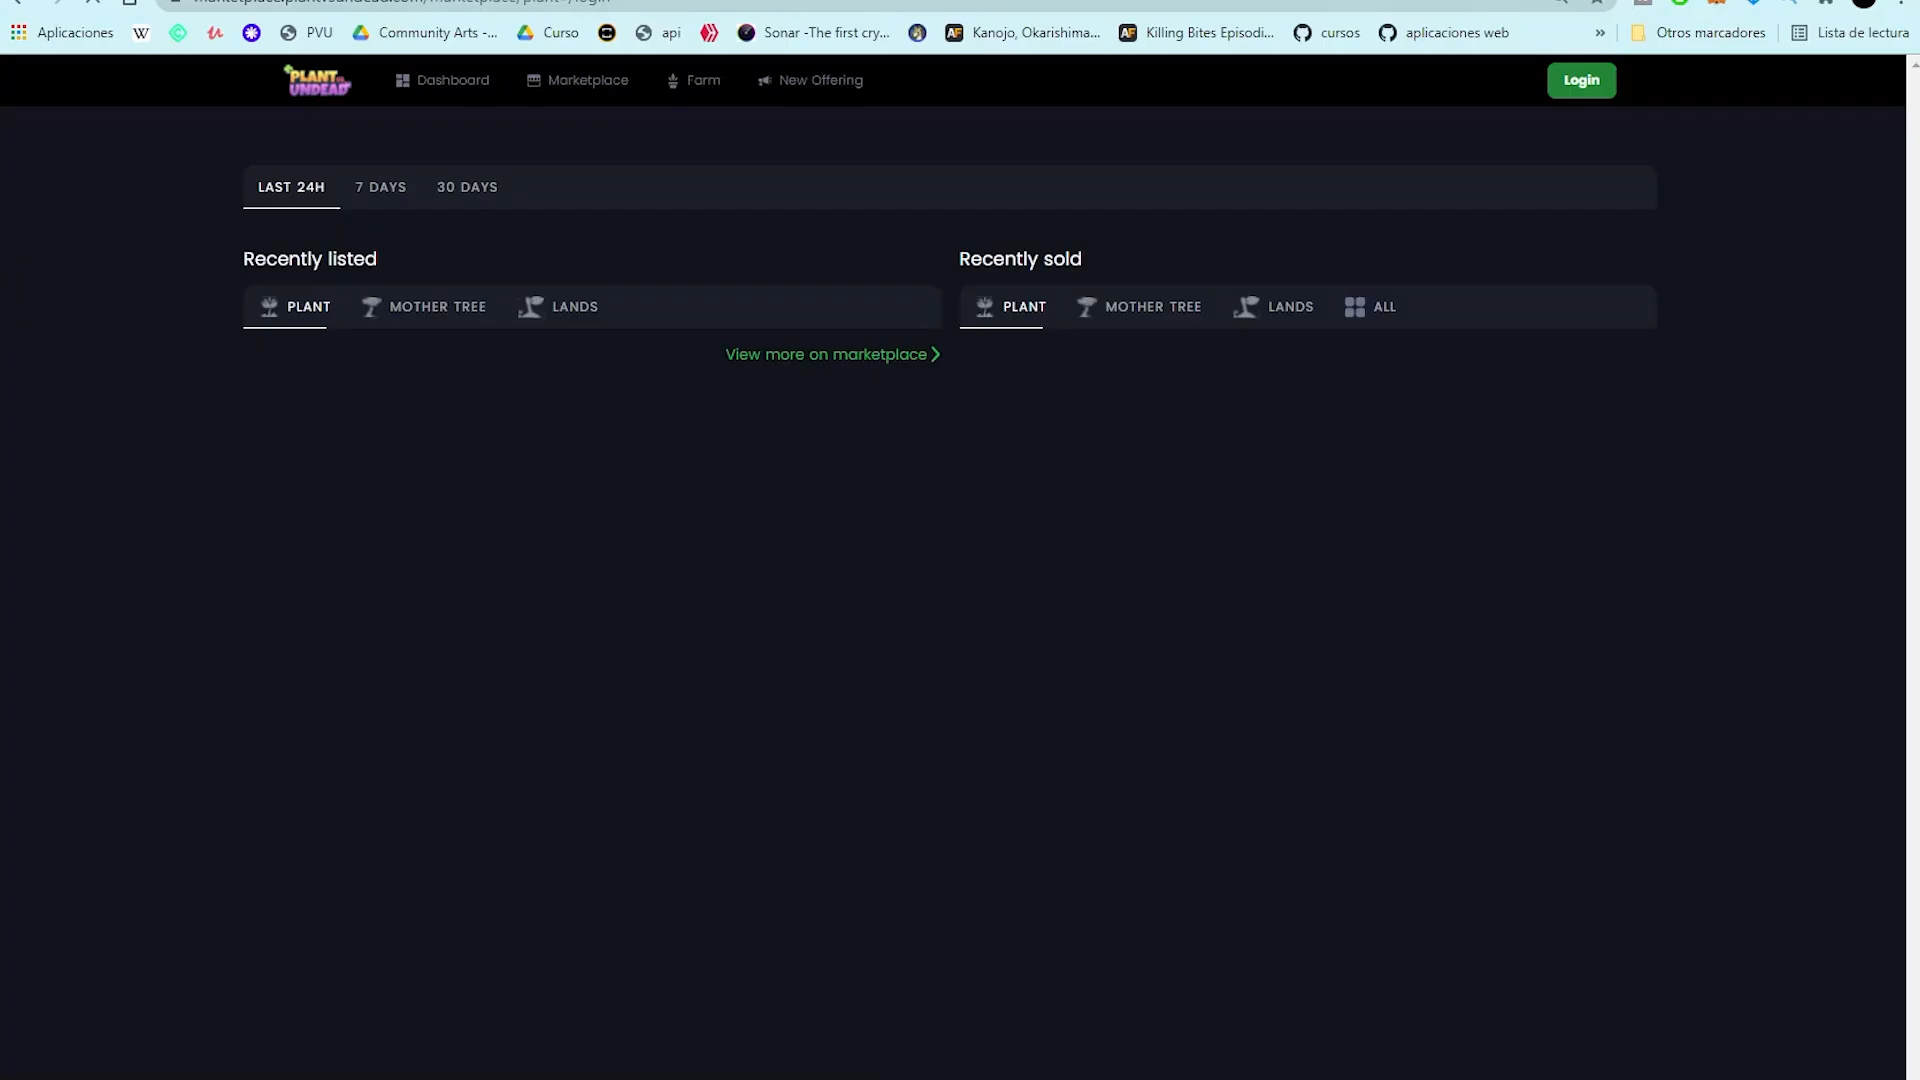 Aplicaciones PVU Community Arts -... Curso api Sonar -The first cry... Kanojo, Okarishima... Killing Bites Episodi... cursos aplicaciones web » Otros marcadores Lista de lectura
PLANT VS UNDEAD Dashboard Marketplace Farm New Offering Login
LAST 24H 7 DAYS 30 DAYS
Recently listed
PLANT MOTHER TREE LANDS
View more on marketplace
Recently sold
PLANT MOTHER TREE LANDS ALL